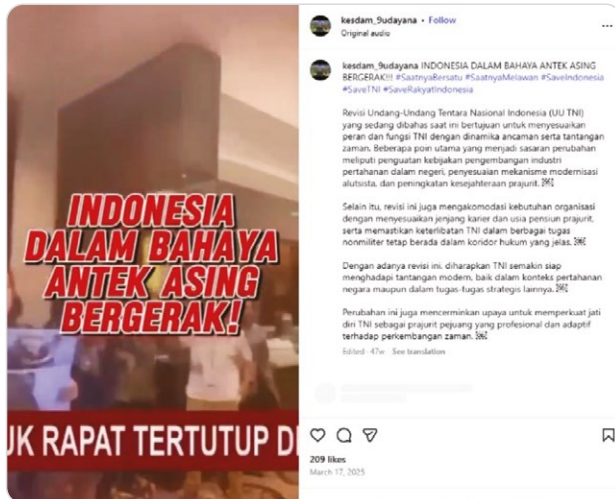 INDONESIA
DALAM BAHAYA
ANTEK ASING
BERGERAK!
UK RAPAT TERTUTUP DI
kesdam_9udayana • Follow
Original audio
kesdam_9udayana INDONESIA DALAM BAHAYA ANTEK ASING
BERGERAK!!! #SaatnyaBersatu #SaatnyaMelawan #SaveIndonesia
#SaveTNI #SaveRakyatIndonesia
Revisi Undang-Undang Tentara Nasional Indonesia (UU TNI)
yang sedang dibahas saat ini bertujuan untuk menyesuaikan
peran dan fungsi TNI dengan dinamika ancaman serta tantangan
zaman. Beberapa poin utama yang menjadi sasaran perubahan
meliputi penguatan kebijakan pengembangan industri
pertahanan dalam negeri, penyesuaian mekanisme modernisasi
alutsista, dan peningkatan kesejahteraan prajurit.
Selain itu, revisi ini juga mengakomodasi kebutuhan organisasi
dengan menyesuaikan jenjang karier dan usia pensiun prajurit,
serta memastikan keterlibatan TNI dalam berbagai tugas
nonmiliter tetap berada dalam koridor hukum yang jelas.
Dengan adanya revisi ini, diharapkan TNI semakin siap
menghadapi tantangan modern, baik dalam konteks pertahanan
negara maupun dalam tugas-tugas strategis lainnya.
Perubahan ini juga mencerminkan upaya untuk memperkuat jati
diri TNI sebagai prajurit pejuang yang profesional dan adaptif
terhadap perkembangan zaman.
Edited · 47w See translation
209 likes
March 17, 2025